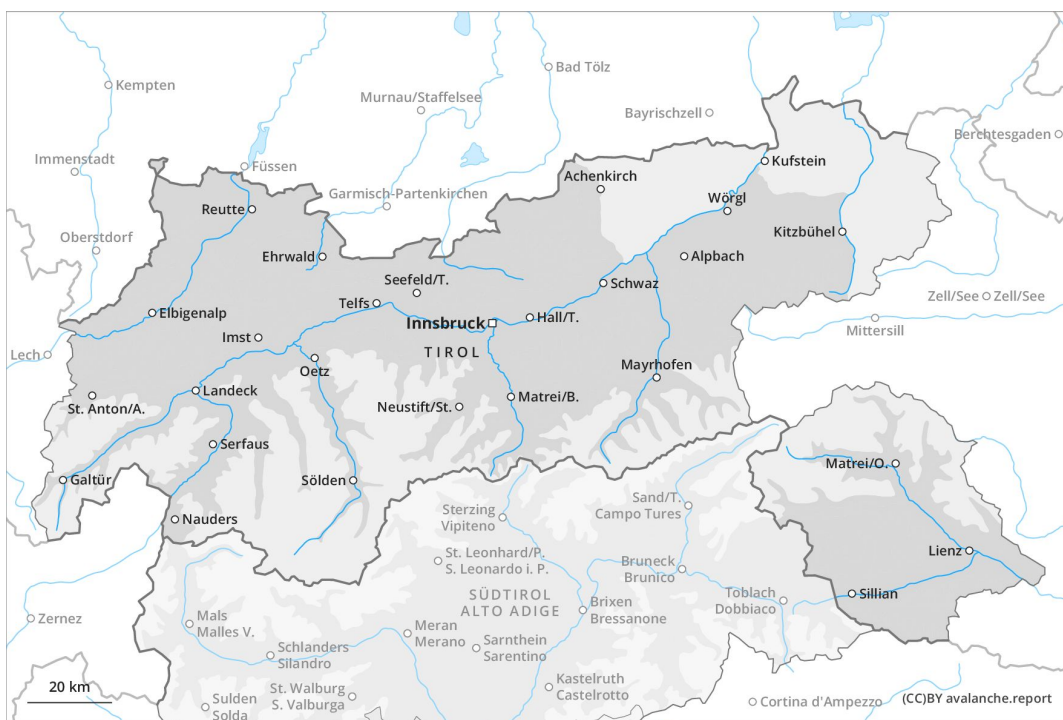 Kempten
Bad Tölz
Murnau/Staffelsee
Bayrischzell
Berchtesgaden
Immenstadt
Füssen
Kufstein
Achenkirch
Garmisch-Partenkirchen
Reutte
Wörgl
Oberstdorf
Kitzbühel
Ehrwald
Alpbach
Seefeld/T.
Schwaz
Zell/See
Zell/See
Telfs
Elbigenalp
Innsbruck
Hall/T.
Mittersill
Imst
Lech
TIROL
Oetz
Mayrhofen
Landeck
St. Anton/A.
Neustift/St.
Matrei/B.
Serfaus
Matrei/O.
Galtür
Sölden
Sand/T.
Campo Tures
Sterzing
Vipiteno
Nauders
Lienz
St. Leonhard/P.
S. Leonardo i. P.
Bruneck
Brunico
SÜDTIROL
ALTO ADIGE
Toblach
Dobbiaco
Sillian
Brixen
Bressanone
Zernez
Mals
Malles V.
Meran
Merano
Sarnthein
Sarentino
Schlanders
Silandro
Kastelruth
Castelrotto
20 km
St. Walburg
S. Valburga
Sulden
Solda
Cortina d'Ampezzo
(CC)BY avalanche.report